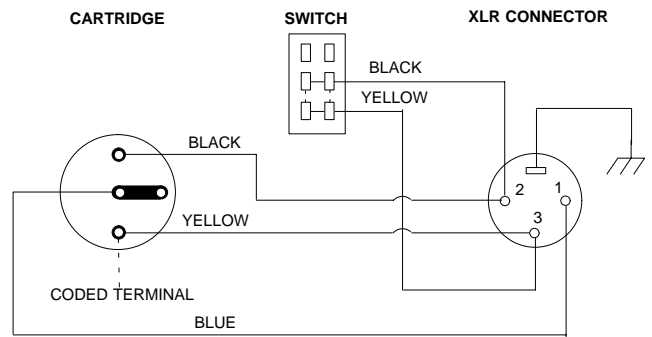 CARTRIDGE
SWITCH
XLR CONNECTOR
BLACK
YELLOW
BLACK
2
1
3
YELLOW
CODED TERMINAL
BLUE